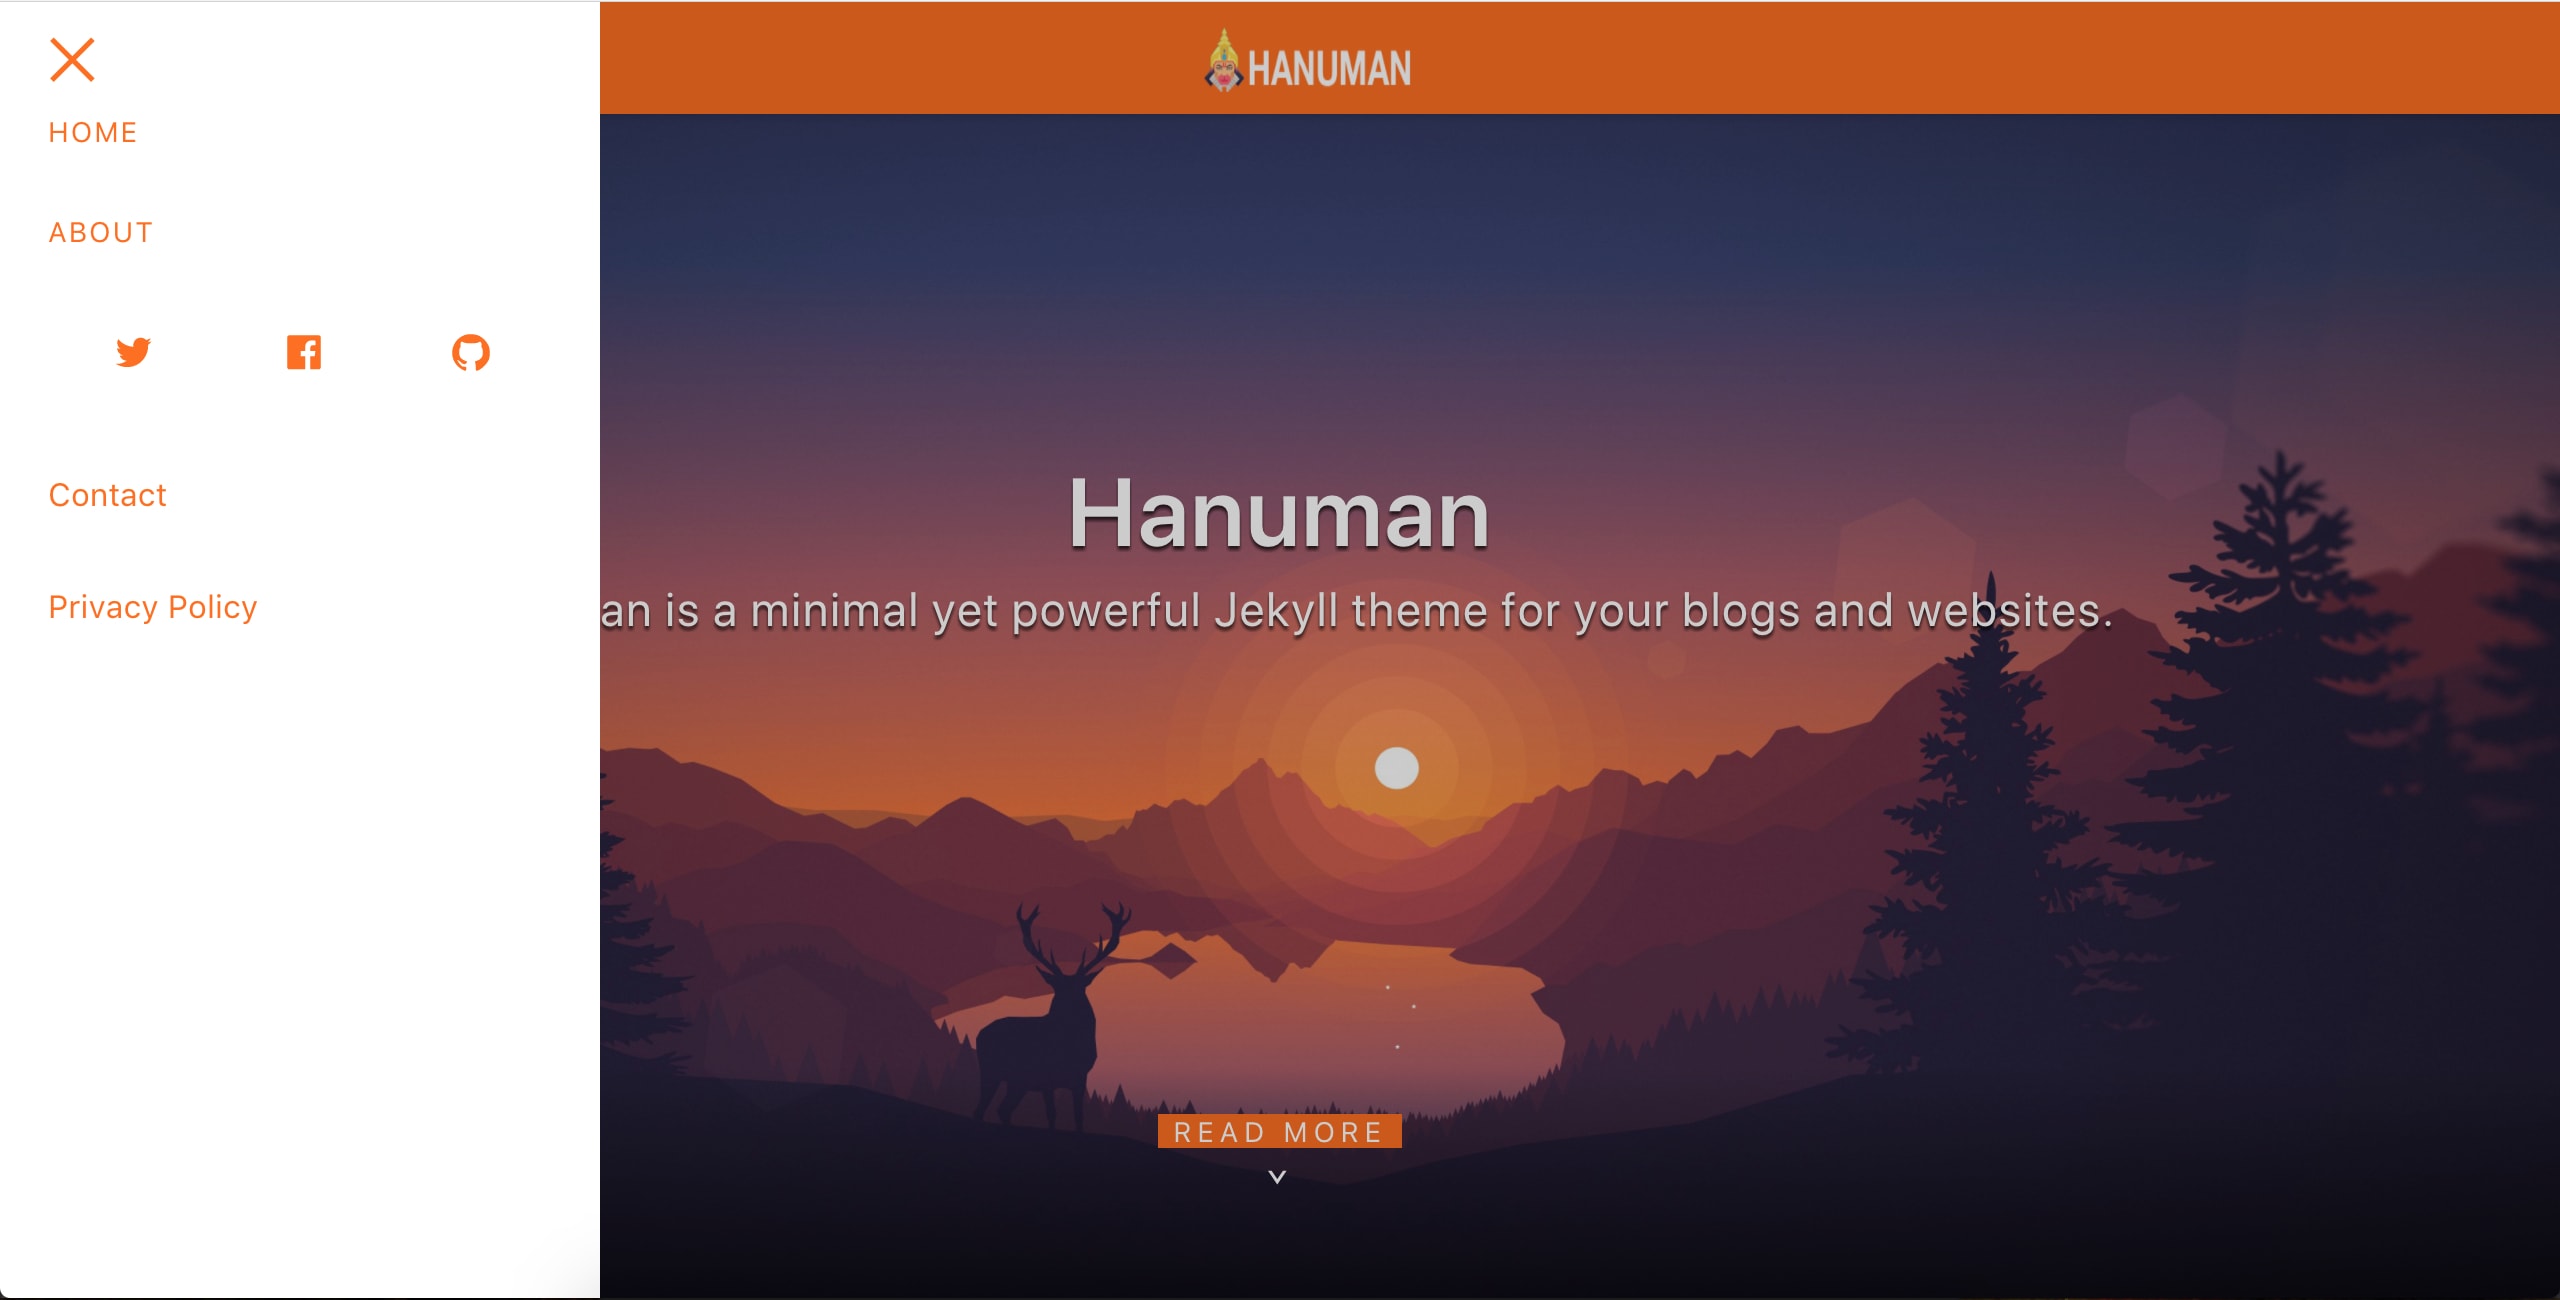 HOME
ABOUT
Contact
Privacy Policy
HANUMAN
Hanuman
an is a minimal yet powerful Jekyll theme for your blogs and websites.
READ MORE